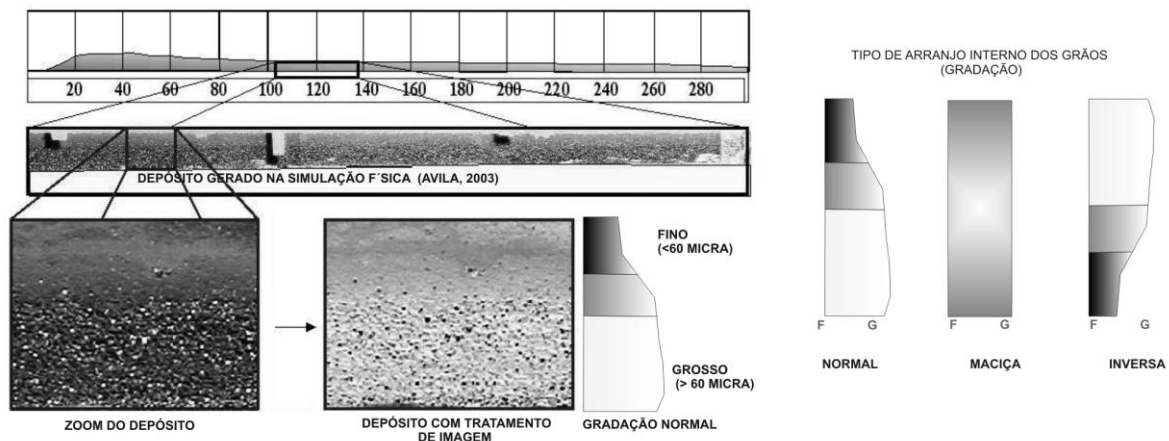 20 40 60 80 100 120 140 160 180 200 220 240 260 280
DEPÓSITO GERADO NA SIMULAÇÃO F´SICA (AVILA, 2003)
FINO
(<60 MICRA)
GROSSO
(> 60 MICRA)
ZOOM DO DEPÓSITO
DEPÓSITO COM TRATAMENTO
DE IMAGEM
GRADAÇÃO NORMAL
TIPO DE ARRANJO INTERNO DOS GRÃOS
(GRADAÇÃO)
F G
F G
F G
NORMAL
MACIÇA
INVERSA